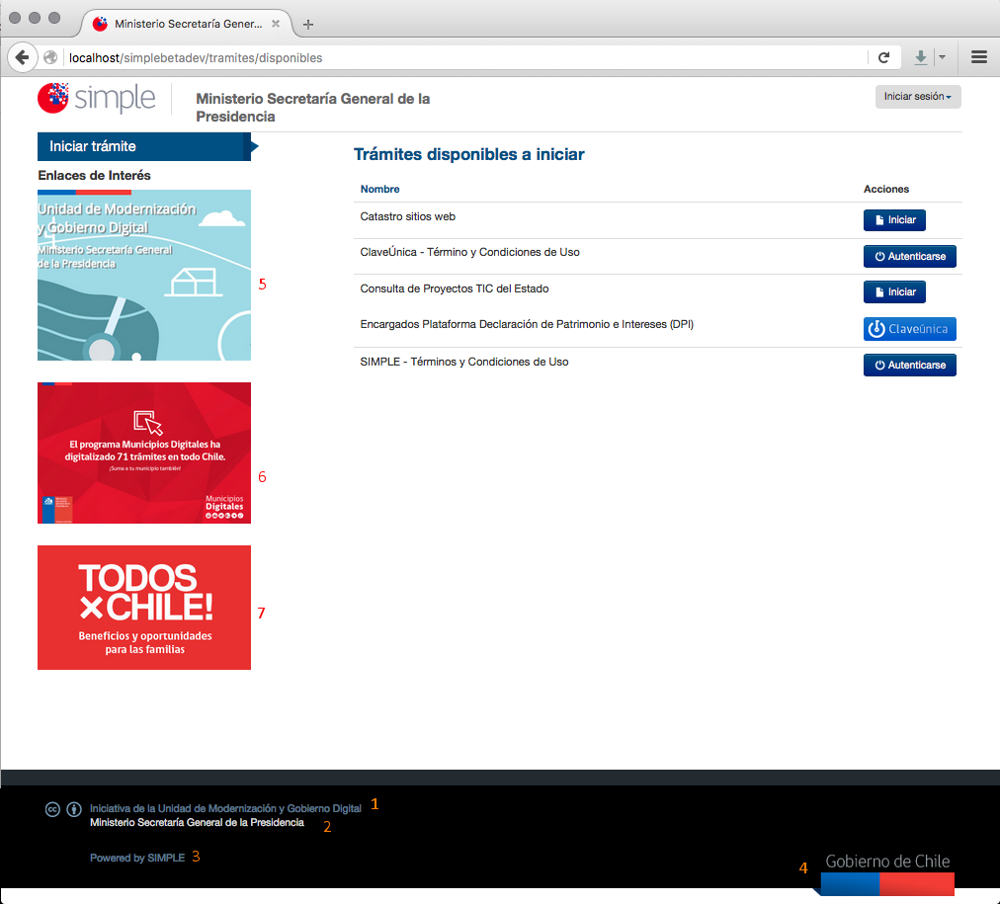 Ministerio Secretaría Gener...
localhost/simplebetadev/tramites/disponibles
simple
Ministerio Secretaría General de la
Presidencia
Iniciar sesión
Iniciar trámite
Enlaces de Interés
Unidad de Modernización
y Gobierno Digital
Ministerio Secretaría General
de la Presidencia
5
El programa Municipios Digitales ha
digitalizado 71 trámites en todo Chile.
¡Suma a tu municipio también!
Municipios
Digitales
6
TODOS
×CHILE!
Beneficios y oportunidades
para las familias
7
Trámites disponibles a iniciar
Nombre Acciones
Catastro sitios web Iniciar
ClaveÚnica - Término y Condiciones de Uso Autenticarse
Consulta de Proyectos TIC del Estado Iniciar
Encargados Plataforma Declaración de Patrimonio e Intereses (DPI) Claveúnica
SIMPLE - Términos y Condiciones de Uso Autenticarse
cc Iniciativa de la Unidad de Modernización y Gobierno Digital 1
Ministerio Secretaría General de la Presidencia 2
Powered by SIMPLE 3
4 Gobierno de Chile